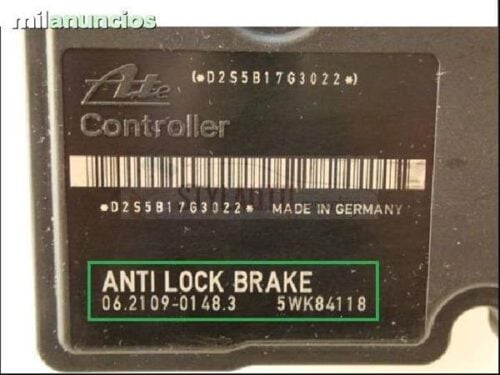 milanuncios
(*D2S5B17G3022*)
Ate
Controller
*D2S5B17G3022* MADE IN GERMANY
ANTI LOCK BRAKE
06.2109-0148.3 5WK84118